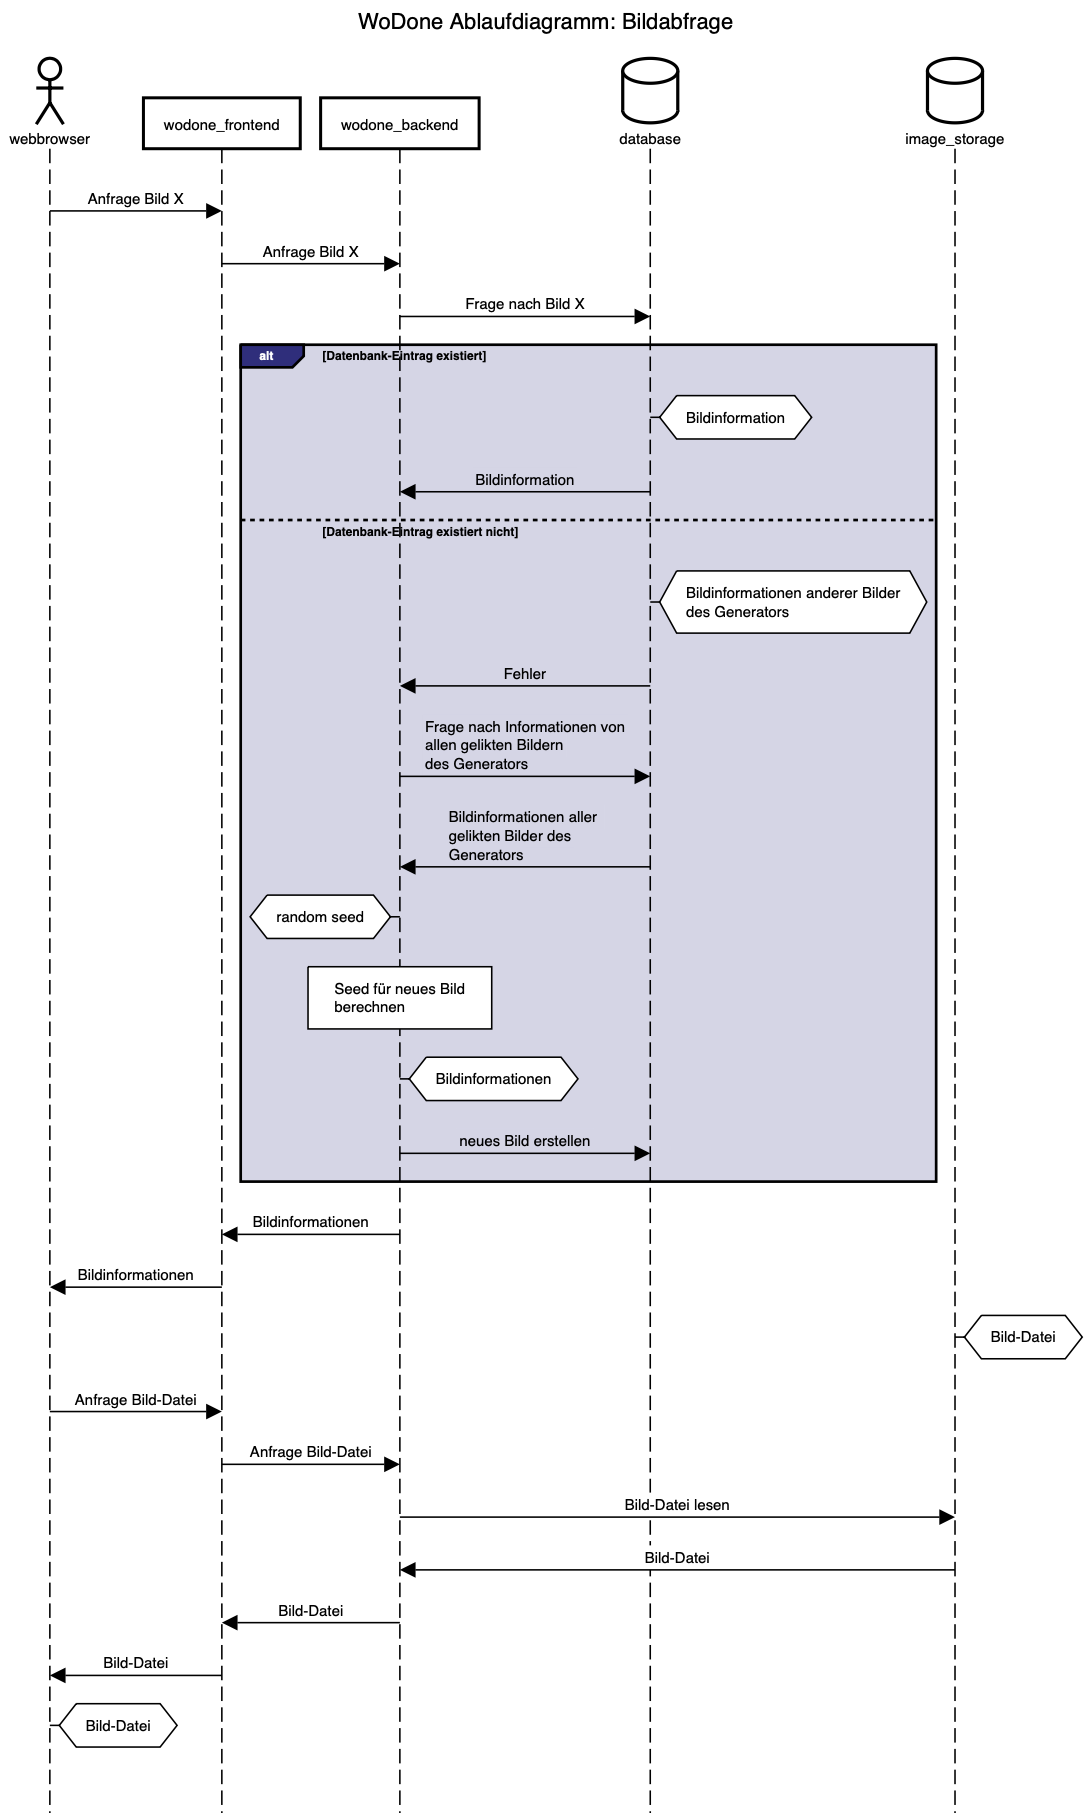 WoDone Ablaufdiagramm: Bildabfrage
webbrowser
wodone_frontend
wodone_backend
database
image_storage
Anfrage Bild X
Anfrage Bild X
Frage nach Bild X
alt
[Datenbank-Eintrag existiert]
Bildinformation
Bildinformation
[Datenbank-Eintrag existiert nicht]
Bildinformationen anderer Bilder
des Generators
Fehler
Frage nach Informationen von
allen gelikten Bildern
des Generators
Bildinformationen aller
gelikten Bilder des
Generators
random seed
Seed für neues Bild
berechnen
Bildinformationen
neues Bild erstellen
Bildinformationen
Bildinformationen
Bild-Datei
Anfrage Bild-Datei
Anfrage Bild-Datei
Bild-Datei lesen
Bild-Datei
Bild-Datei
Bild-Datei
Bild-Datei